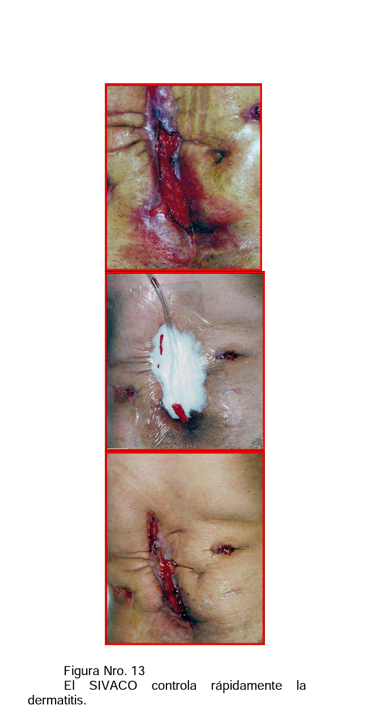 Figura Nro. 13
El SIVACO controla rápidamente la
dermatitis.